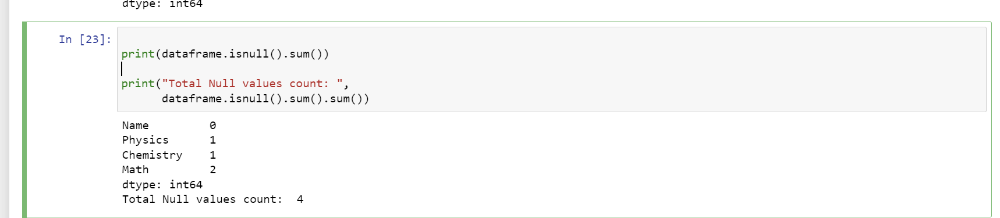 dtype: int64
In [23]:
print(dataframe.isnull().sum())
print("Total Null values count: ",
      dataframe.isnull().sum().sum())
Name         0
Physics      1
Chemistry    1
Math         2
dtype: int64
Total Null values count:  4